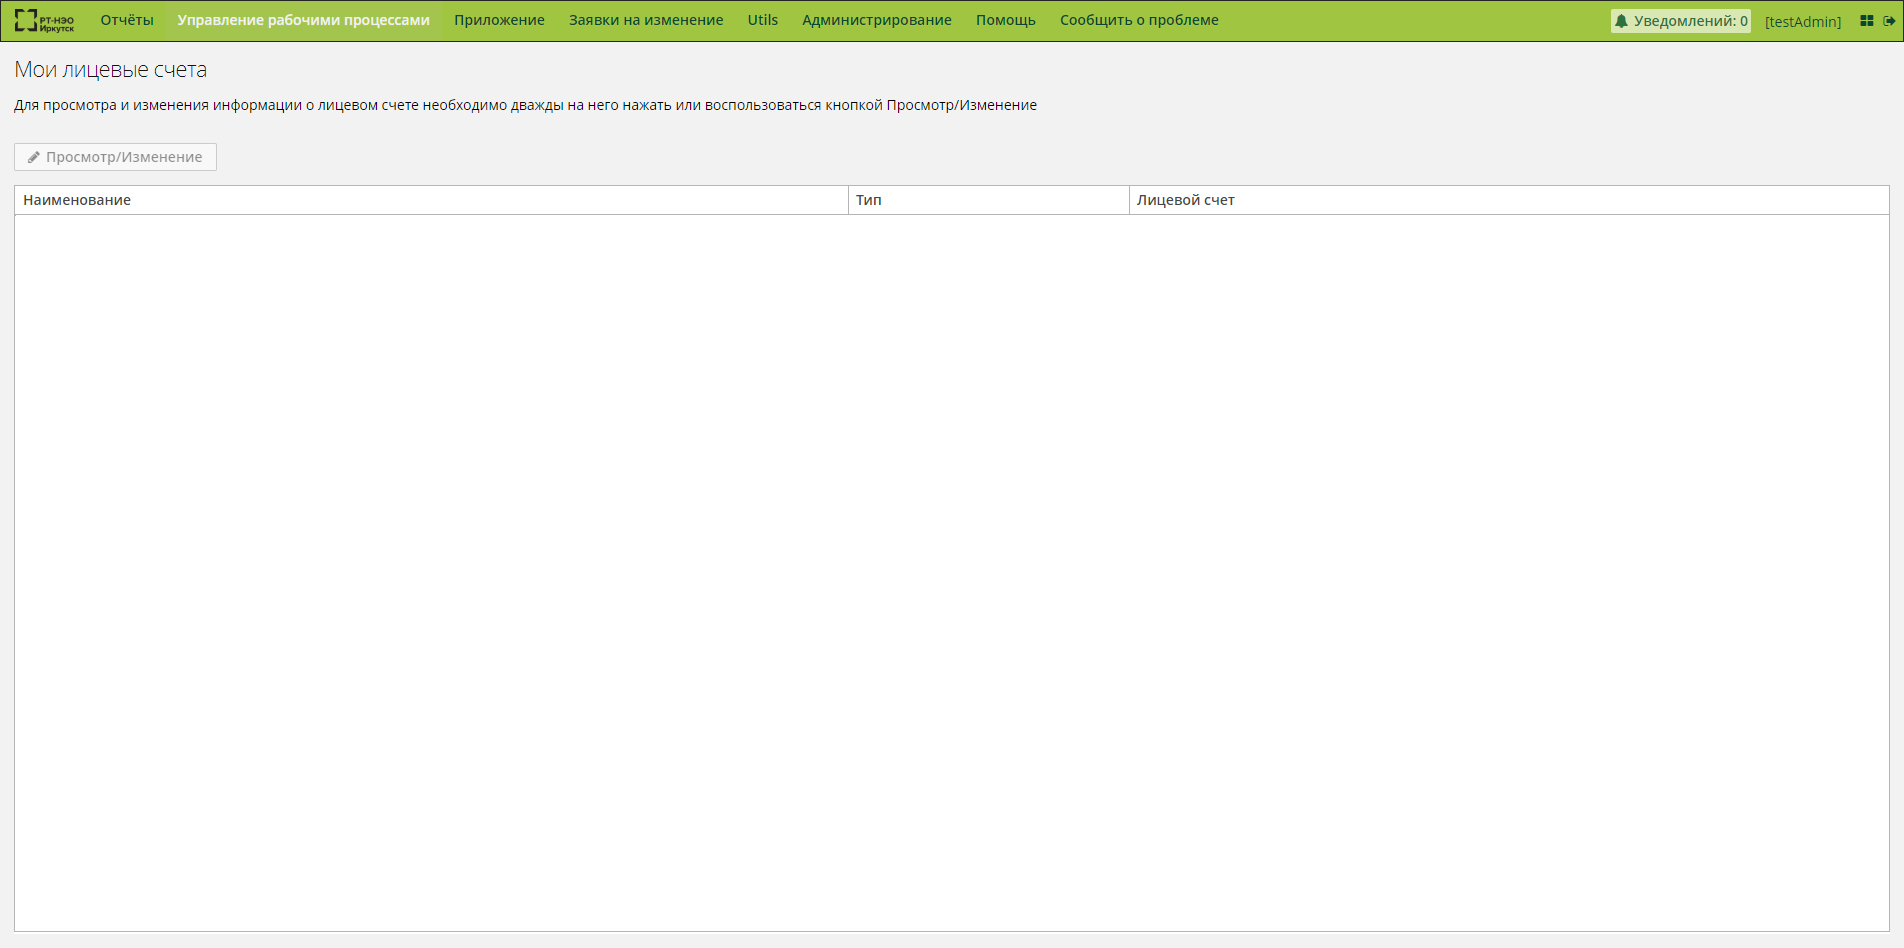 РТ-НЭО
Иркутск
Отчёты Управление рабочими процессами Приложение Заявки на изменение Utils Администрирование Помощь Сообщить о проблеме Уведомлений: 0 [testAdmin]
Мои лицевые счета
Для просмотра и изменения информации о лицевом счете необходимо дважды на него нажать или воспользоваться кнопкой Просмотр/Изменение
Просмотр/Изменение
Наименование Тип Лицевой счет